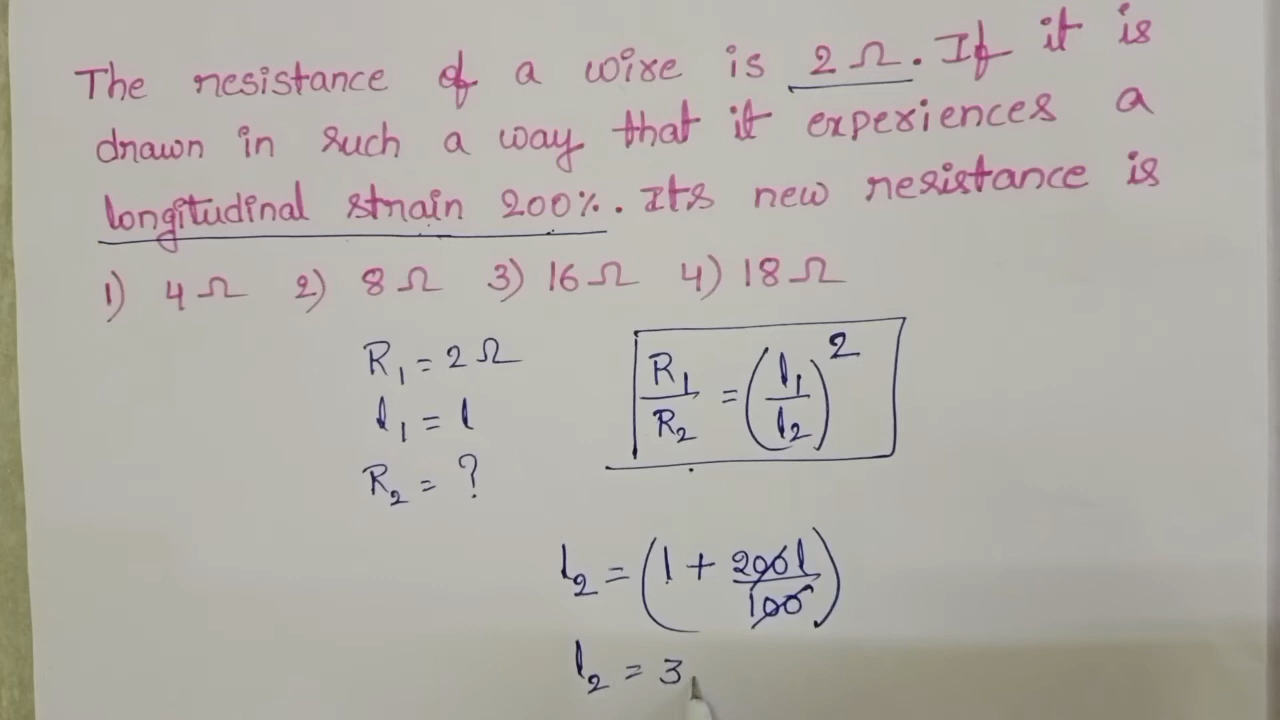 The resistance of a wire is 2 Ω. If it is
drawn in such a way that it experiences a
longitudinal strain 200%. Its new resistance is
1) 4 Ω 2) 8 Ω 3) 16 Ω 4) 18 Ω
R₁ = 2 Ω
l₁ = l
R₂ = ?
R₁/R₂ = (l₁/l₂)²
l₂ = (l + 200l/100)
l₂ = 3